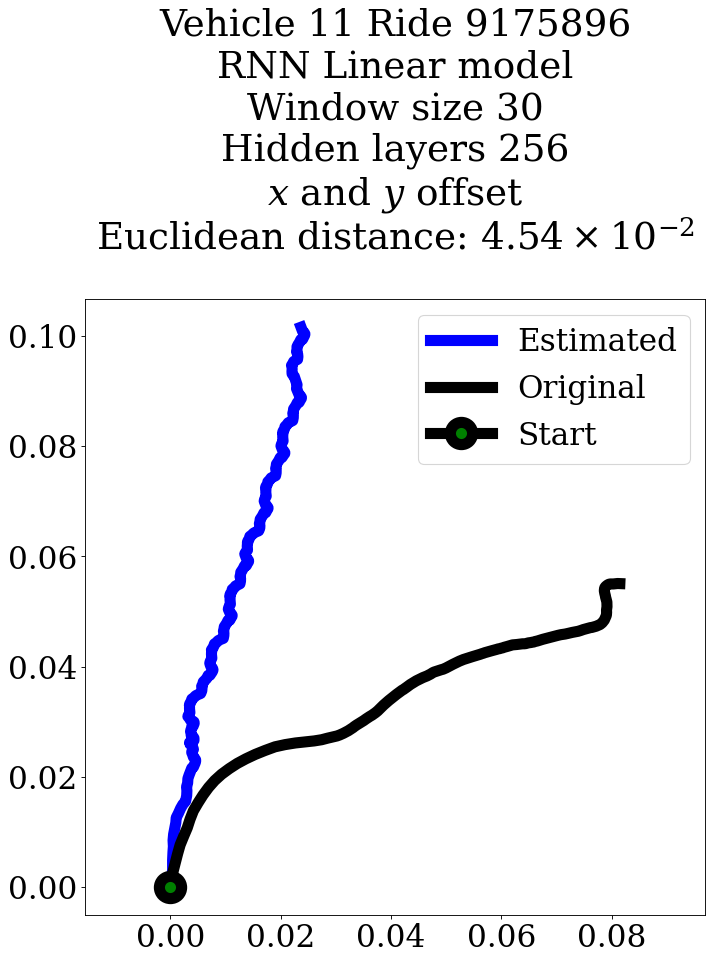 Vehicle 11 Ride 9175896
RNN Linear model
Window size 30
Hidden layers 256
x and y offset
Euclidean distance: 4.54 × 10⁻²
Estimated
Original
Start
0.10
0.08
0.06
0.04
0.02
0.00
0.00 0.02 0.04 0.06 0.08